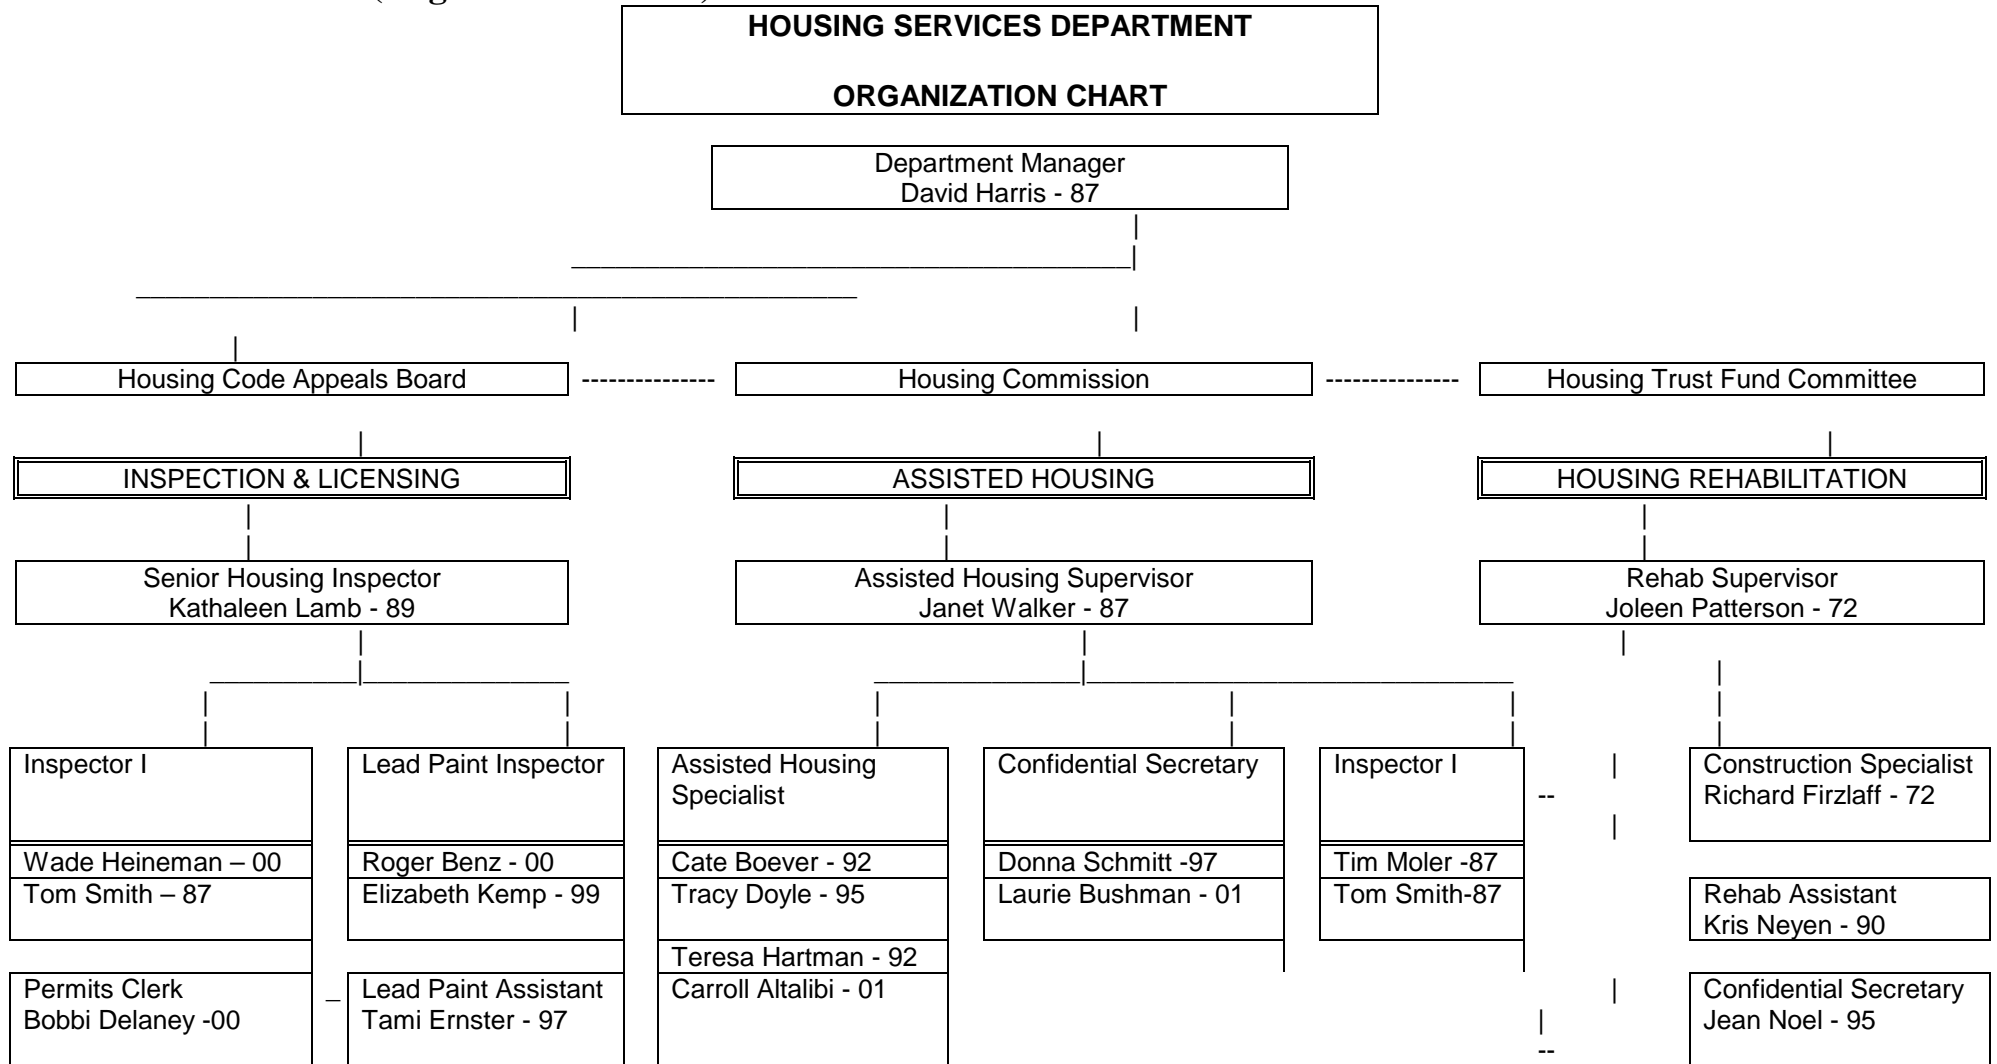 HOUSING SERVICES DEPARTMENT
ORGANIZATION CHART
Department Manager
David Harris - 87
Housing Code Appeals Board --------------- Housing Commission --------------- Housing Trust Fund Committee
INSPECTION & LICENSING
ASSISTED HOUSING
HOUSING REHABILITATION
Senior Housing Inspector
Kathaleen Lamb - 89
Assisted Housing Supervisor
Janet Walker - 87
Rehab Supervisor
Joleen Patterson - 72
Inspector I
Wade Heineman – 00
Tom Smith – 87
Permits Clerk
Bobbi Delaney -00
Lead Paint Inspector
Roger Benz - 00
Elizabeth Kemp - 99
Lead Paint Assistant
Tami Ernster - 97
Assisted Housing
Specialist
Cate Boever - 92
Tracy Doyle - 95
Teresa Hartman - 92
Carroll Altalibi - 01
Confidential Secretary
Donna Schmitt -97
Laurie Bushman - 01
Inspector I
Tim Moler -87
Tom Smith-87
Construction Specialist
Richard Firzlaff - 72
Rehab Assistant
Kris Neyen - 90
Confidential Secretary
Jean Noel - 95